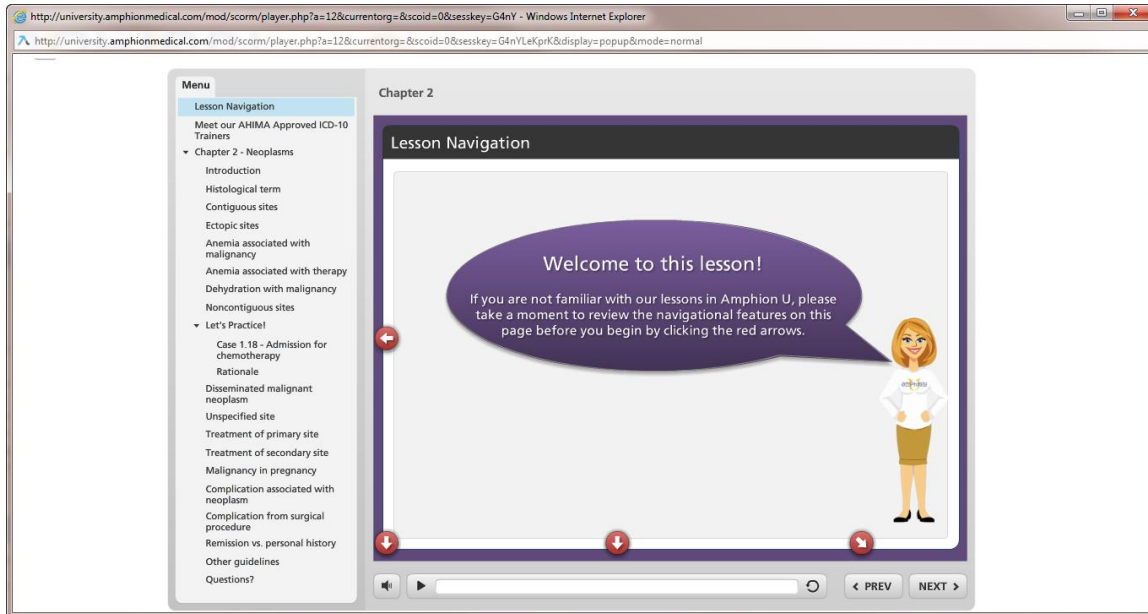 http://university.amphionmedical.com/mod/scorm/player.php?a=12&currentorg=&scoid=0&sesskey=G4nY - Windows Internet Explorer
http://university.amphionmedical.com/mod/scorm/player.php?a=12&currentorg=&scoid=0&sesskey=G4nYLeKprK&display=popup&mode=normal
Menu
Lesson Navigation
Meet our AHIMA Approved ICD-10
Trainers
Chapter 2 - Neoplasms
Introduction
Histological term
Contiguous sites
Ectopic sites
Anemia associated with
malignancy
Anemia associated with therapy
Dehydration with malignancy
Noncontiguous sites
Let's Practice!
Case 1.18 - Admission for
chemotherapy
Rationale
Disseminated malignant
neoplasm
Unspecified site
Treatment of primary site
Treatment of secondary site
Malignancy in pregnancy
Complication associated with
neoplasm
Complication from surgical
procedure
Remission vs. personal history
Other guidelines
Questions?
Chapter 2
Lesson Navigation
Welcome to this lesson!
If you are not familiar with our lessons in Amphion U, please
take a moment to review the navigational features on this
page before you begin by clicking the red arrows.
PREV
NEXT